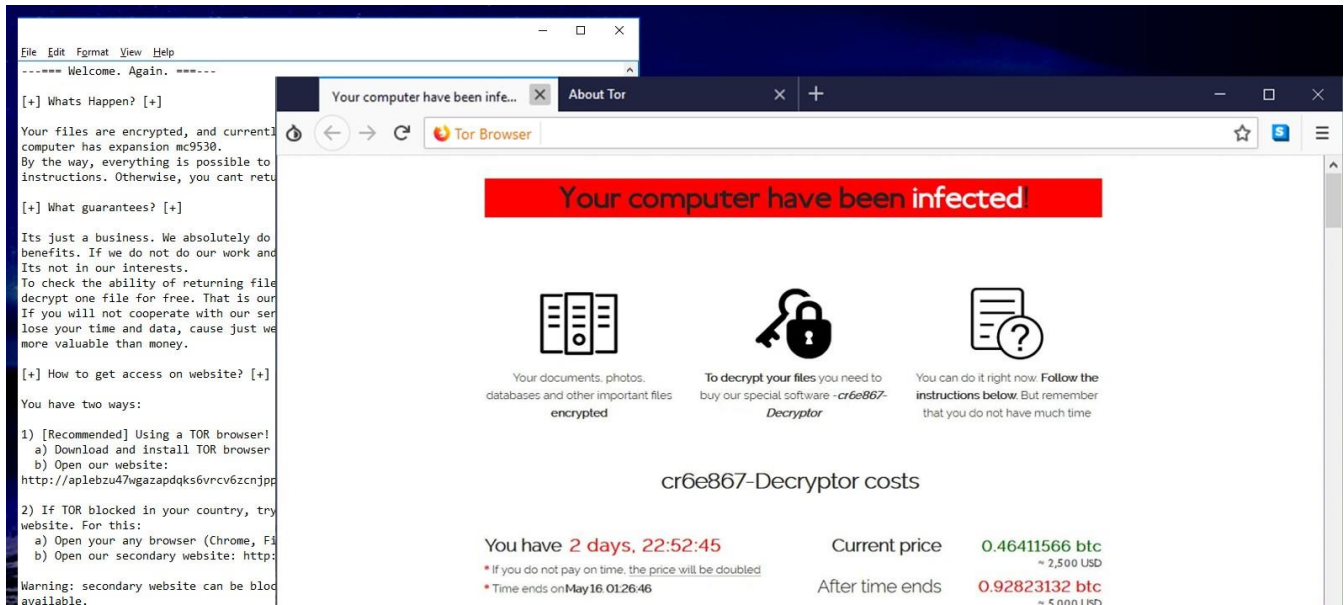 File Edit Format View Help
---=== Welcome. Again. ===---
[+] Whats Happen? [+]
Your files are encrypted, and currentl
computer has expansion mc9530.
By the way, everything is possible to
instructions. Otherwise, you cant retu
[+] What guarantees? [+]
Its just a business. We absolutely do
benefits. If we do not do our work and
Its not in our interests.
To check the ability of returning file
decrypt one file for free. That is our
If you will not cooperate with our ser
lose your time and data, cause just we
more valuable than money.
[+] How to get access on website? [+]
You have two ways:
1) [Recommended] Using a TOR browser!
a) Download and install TOR browser
b) Open our website:
http://aplebzu47wgazapdqks6vrcv6zcnjpp
2) If TOR blocked in your country, try
website. For this:
a) Open your any browser (Chrome, Fi
b) Open our secondary website: http:
Warning: secondary website can be bloc
available.
Your computer have been infe...
About Tor
Tor Browser
S
Your computer have been infected!
Your documents, photos,
databases and other important files
encrypted
To decrypt your files you need to
buy our special software -cr6e867-
Decryptor
You can do it right now. Follow the
instructions below. But remember
that you do not have much time
cr6e867-Decryptor costs
You have 2 days, 22:52:45
* If you do not pay on time, the price will be doubled
* Time ends on May 16, 01:26:46
Current price 0.46411566 btc
≈ 2,500 USD
After time ends 0.92823132 btc
≈ 5,000 USD